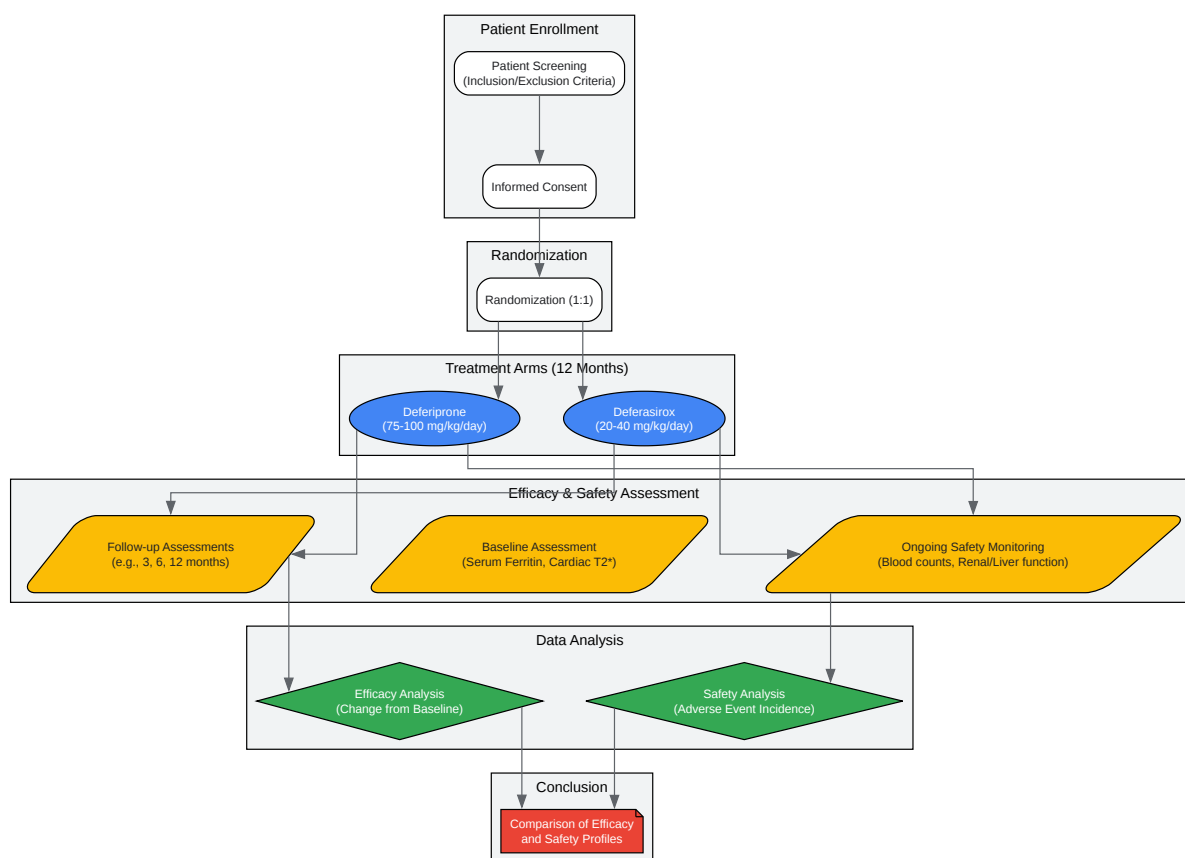 Patient Enrollment
Patient Screening
(Inclusion/Exclusion Criteria)
Informed Consent
Randomization
Randomization (1:1)
Treatment Arms (12 Months)
Deferiprone
(75-100 mg/kg/day)
Deferasirox
(20-40 mg/kg/day)
Efficacy & Safety Assessment
Follow-up Assessments
(e.g., 3, 6, 12 months)
Baseline Assessment
(Serum Ferritin, Cardiac T2*)
Ongoing Safety Monitoring
(Blood counts, Renal/Liver function)
Data Analysis
Efficacy Analysis
(Change from Baseline)
Safety Analysis
(Adverse Event Incidence)
Conclusion
Comparison of Efficacy
and Safety Profiles